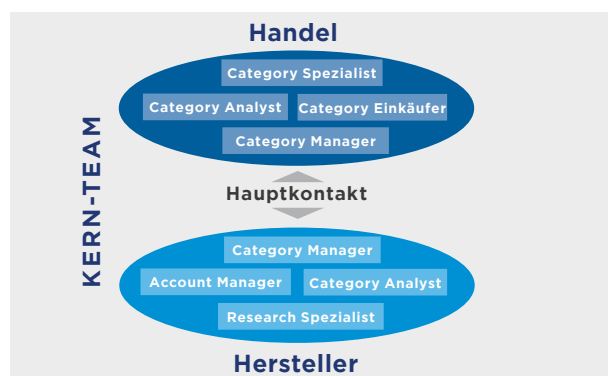 Handel
Category Spezialist
Category Analyst Category Einkäufer
Category Manager
KERN-TEAM
Hauptkontakt
Category Manager
Account Manager Category Analyst
Research Spezialist
Hersteller